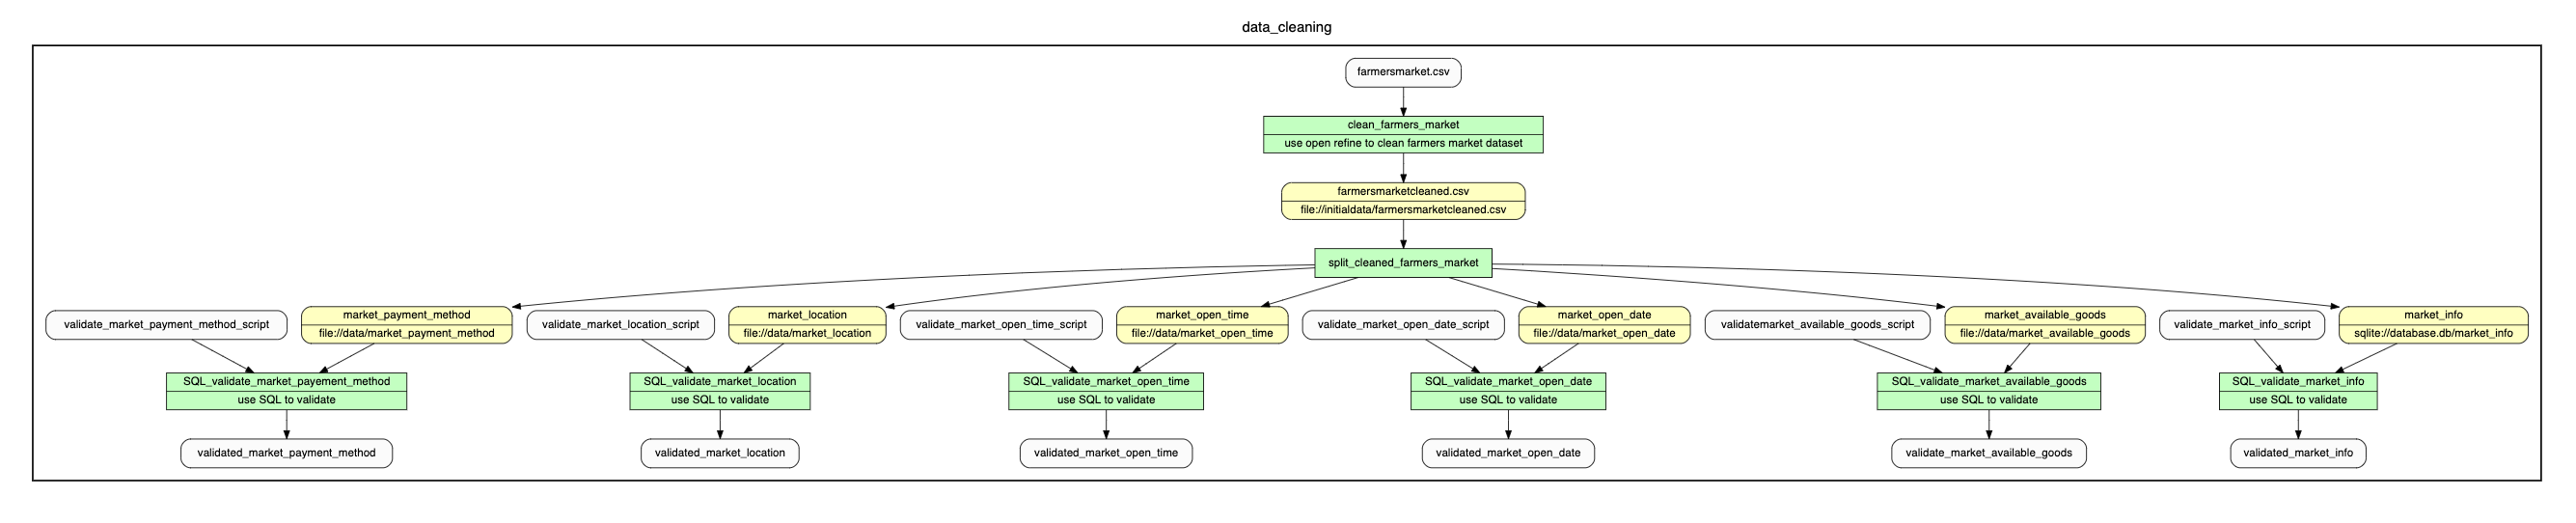 data_cleaning
farmersmarket.csv
clean_farmers_market
use open refine to clean farmers market dataset
farmersmarketcleaned.csv
file://initialdata/farmersmarketcleaned.csv
split_cleaned_farmers_market
validate_market_payment_method_script
market_payment_method
file://data/market_payment_method
validate_market_location_script
market_location
file://data/market_location
validate_market_open_time_script
market_open_time
file://data/market_open_time
validate_market_open_date_script
market_open_date
file://data/market_open_date
validatemarket_available_goods_script
market_available_goods
file://data/market_available_goods
validate_market_info_script
market_info
sqlite://database.db/market_info
SQL_validate_market_payement_method
use SQL to validate
SQL_validate_market_location
use SQL to validate
SQL_validate_market_open_time
use SQL to validate
SQL_validate_market_open_date
use SQL to validate
SQL_validate_market_available_goods
use SQL to validate
SQL_validate_market_info
use SQL to validate
validated_market_payment_method
validated_market_location
validated_market_open_time
validated_market_open_date
validate_market_available_goods
validated_market_info